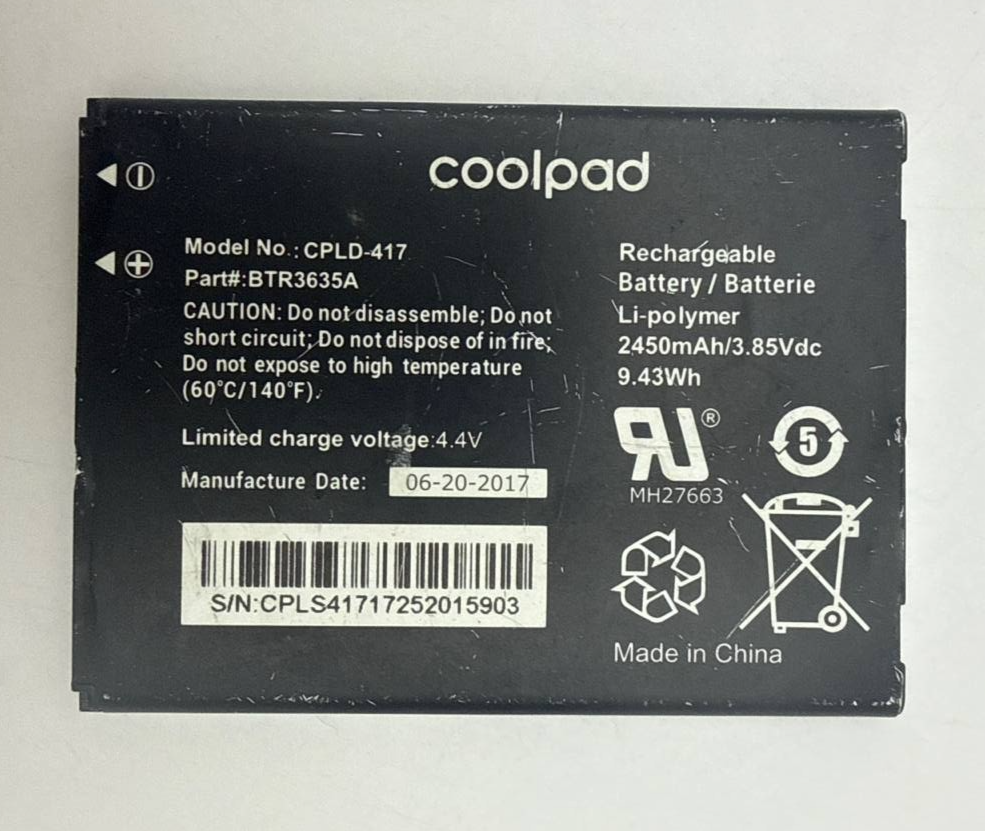 coolpad
Model No.: CPLD-417
Part#:BTR3635A
CAUTION: Do not disassemble; Do not
short circuit; Do not dispose of in fire;
Do not expose to high temperature
(60°C/140°F).
Limited charge voltage:4.4V
Manufacture Date: 06-20-2017
S/N:CPLS41717252015903
Rechargeable
Battery / Batterie
Li-polymer
2450mAh/3.85Vdc
9.43Wh
RU®
MH27663
5
Made in China